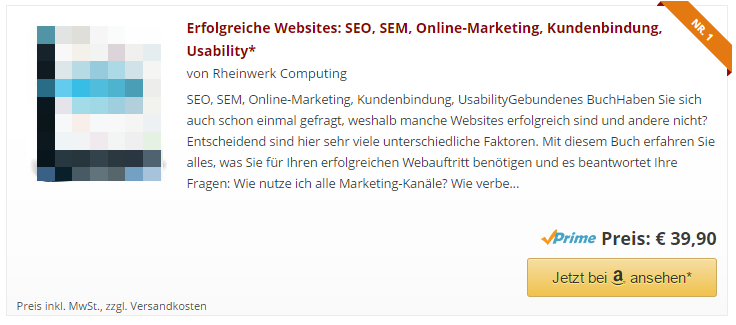 Erfolgreiche Websites: SEO, SEM, Online-Marketing, Kundenbindung,
Usability*
NR. 1
von Rheinwerk Computing
SEO, SEM, Online-Marketing, Kundenbindung, UsabilityGebundenes BuchHaben Sie sich
auch schon einmal gefragt, weshalb manche Websites erfolgreich sind und andere nicht?
Entscheidend sind hier sehr viele unterschiedliche Faktoren. Mit diesem Buch erfahren Sie
alles, was Sie für Ihren erfolgreichen Webauftritt benötigen und es beantwortet Ihre
Fragen: Wie nutze ich alle Marketing-Kanäle? Wie verbe...
Prime Preis: € 39,90
Jetzt bei a ansehen*
Preis inkl. MwSt., zzgl. Versandkosten